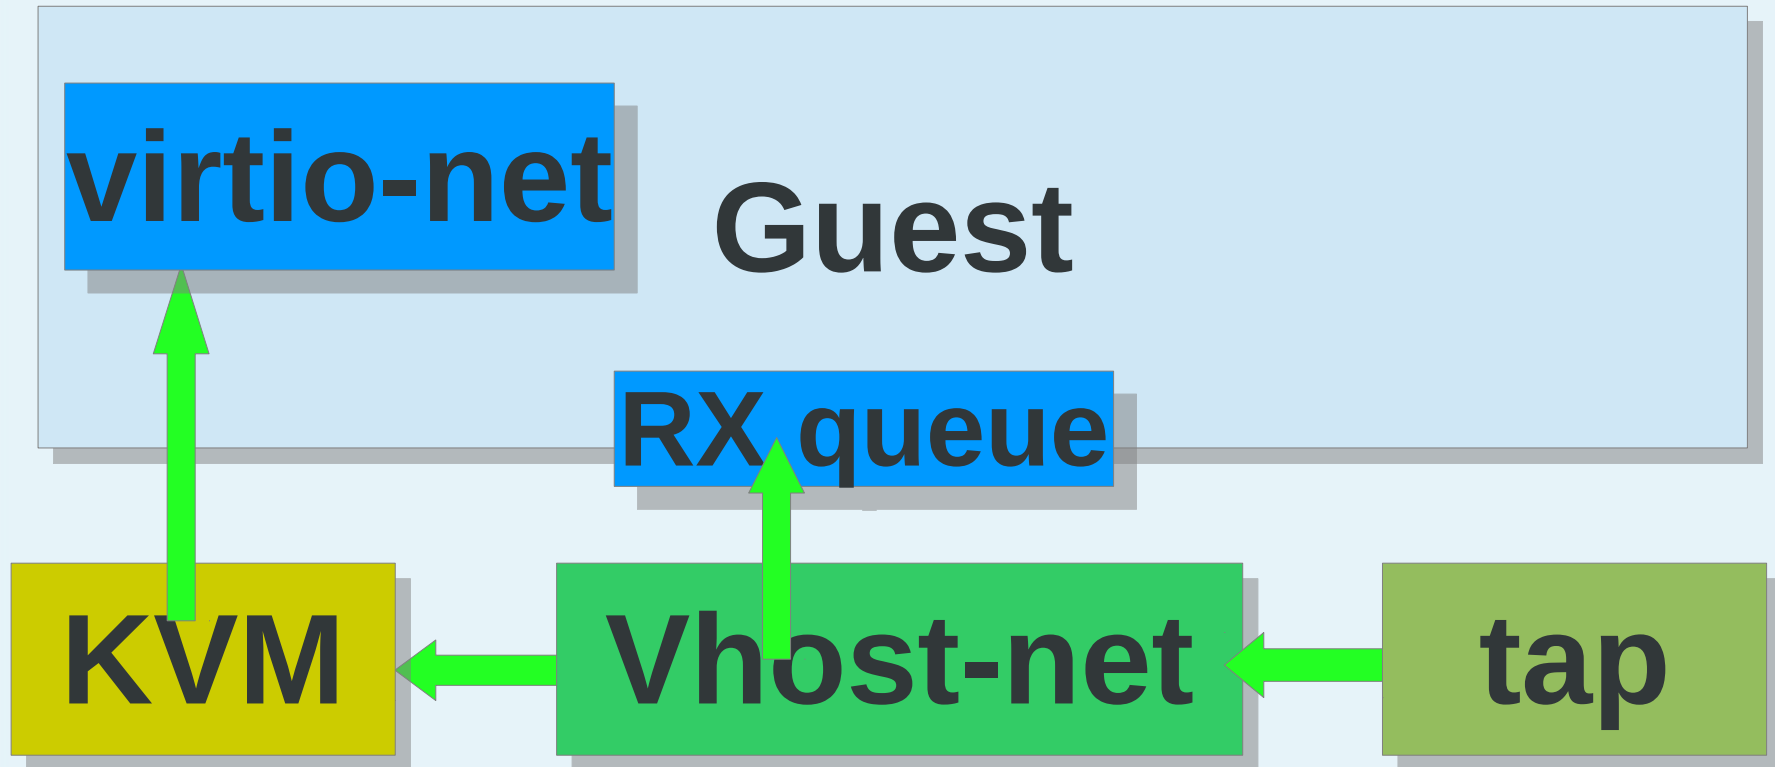 virtio-net
Guest
RX queue
KVM
Vhost-net
tap